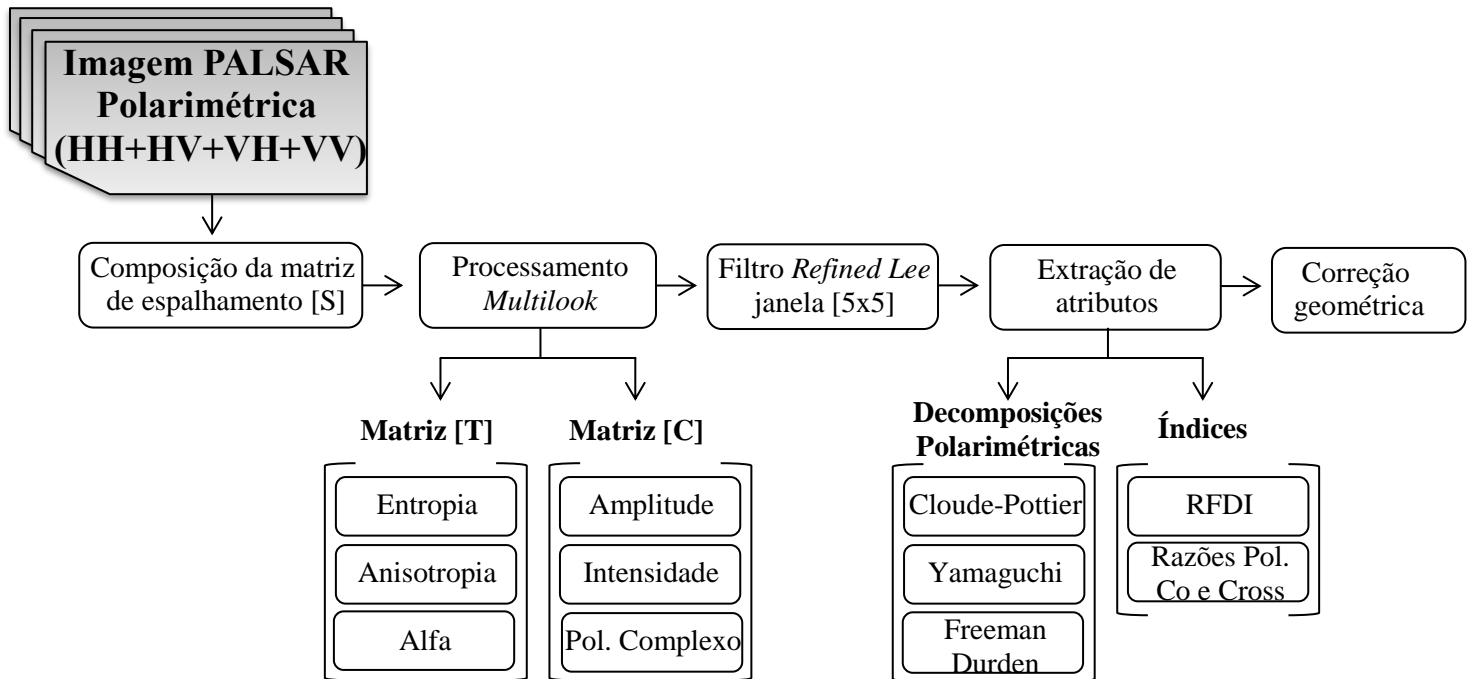 Imagem PALSAR
Polarimétrica
(HH+HV+VH+VV)
Composição da matriz
de espalhamento [S]
Processamento
Multilook
Filtro Refined Lee
janela [5x5]
Extração de
atributos
Correção
geométrica
Matriz [T]
Entropia
Anisotropia
Alfa
Matriz [C]
Amplitude
Intensidade
Pol. Complexo
Decomposições
Polarimétricas
Cloude-Pottier
Yamaguchi
Freeman
Durden
Índices
RFDI
Razões Pol.
Co e Cross